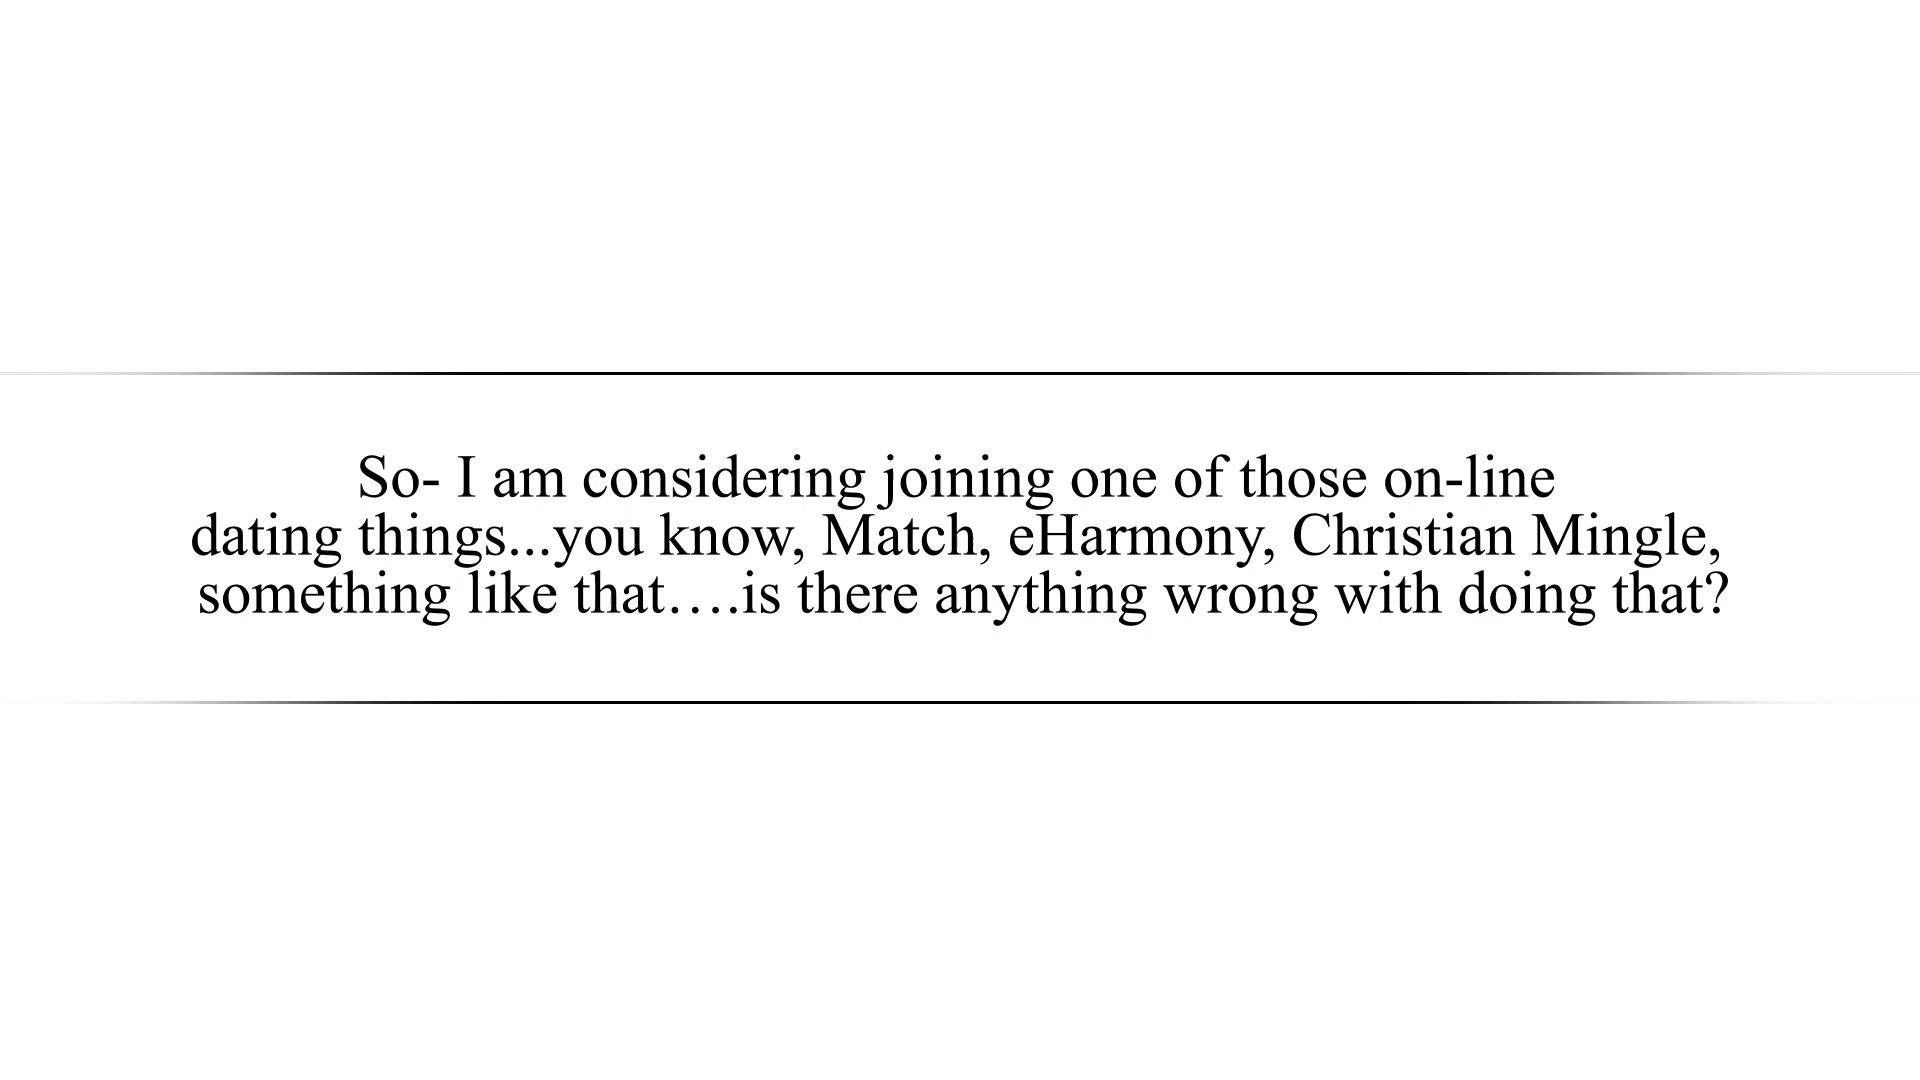 So- I am considering joining one of those on-line
dating things...you know, Match, eHarmony, Christian Mingle,
something like that….is there anything wrong with doing that?